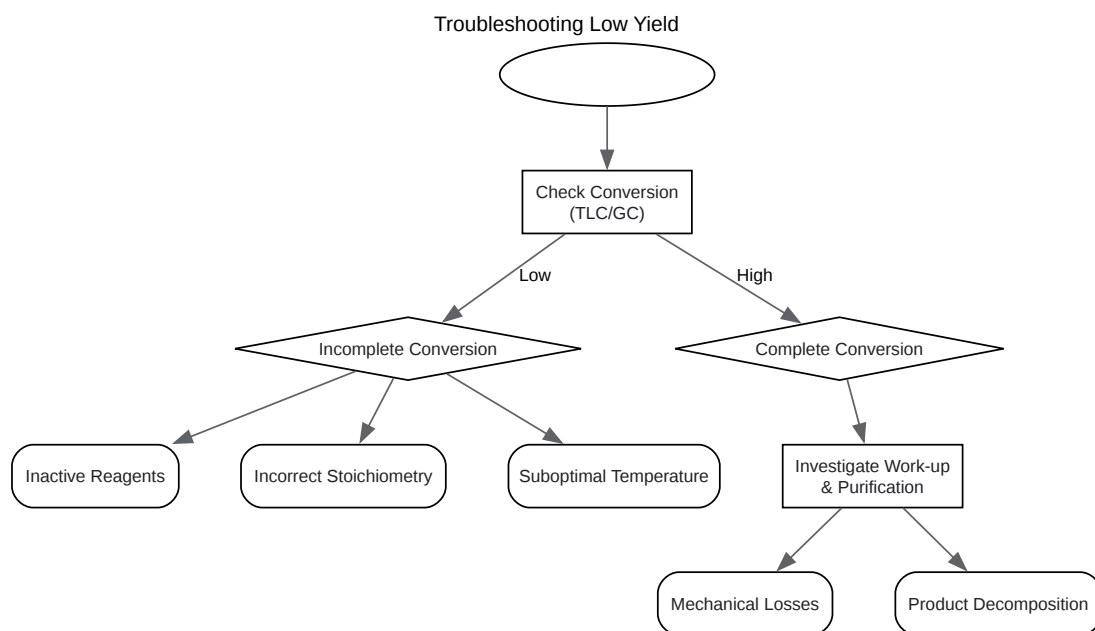 Troubleshooting Low Yield
Check Conversion
(TLC/GC)
Low
High
Incomplete Conversion
Complete Conversion
Inactive Reagents
Incorrect Stoichiometry
Suboptimal Temperature
Investigate Work-up
& Purification
Mechanical Losses
Product Decomposition